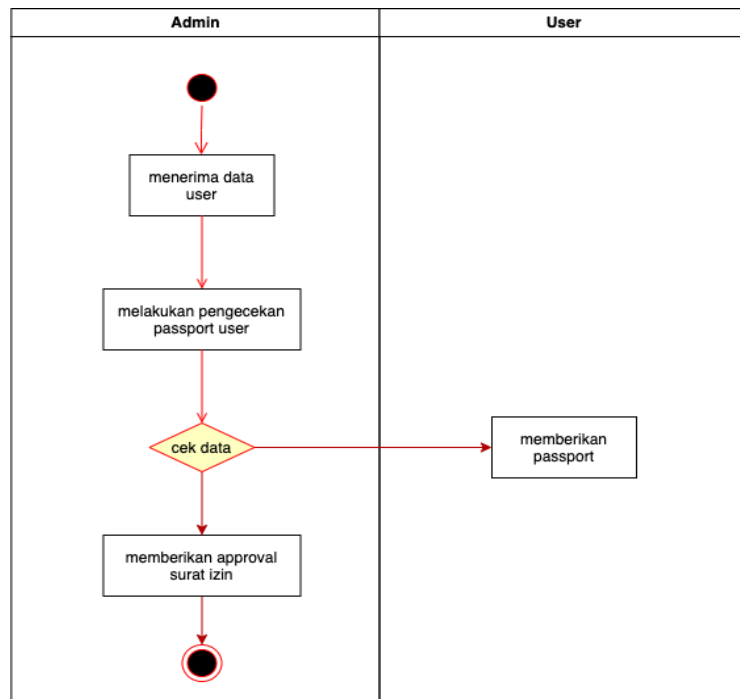 Admin
User
menerima data
user
melakukan pengecekan
passport user
cek data
memberikan
passport
memberikan approval
surat izin